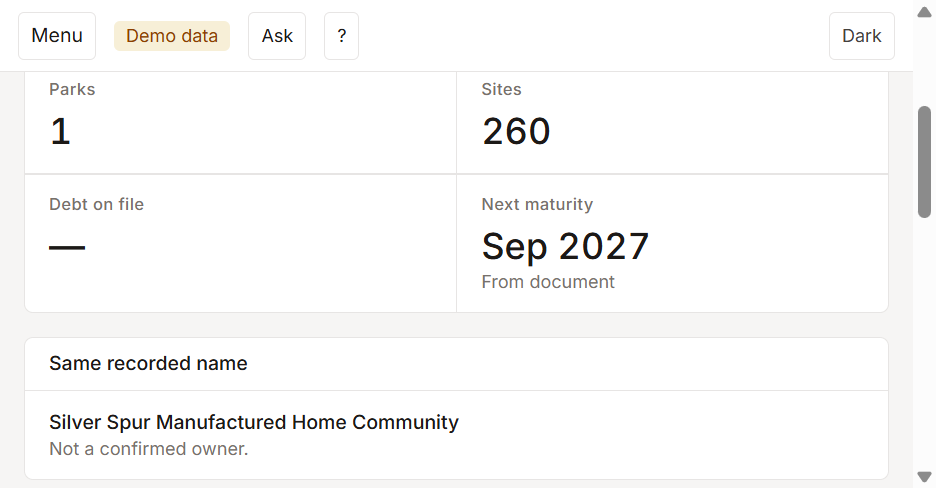 Menu
Demo data
Ask
?
Dark
Parks
1
Sites
260
Debt on file
—
Next maturity
Sep 2027
From document
Same recorded name
Silver Spur Manufactured Home Community
Not a confirmed owner.